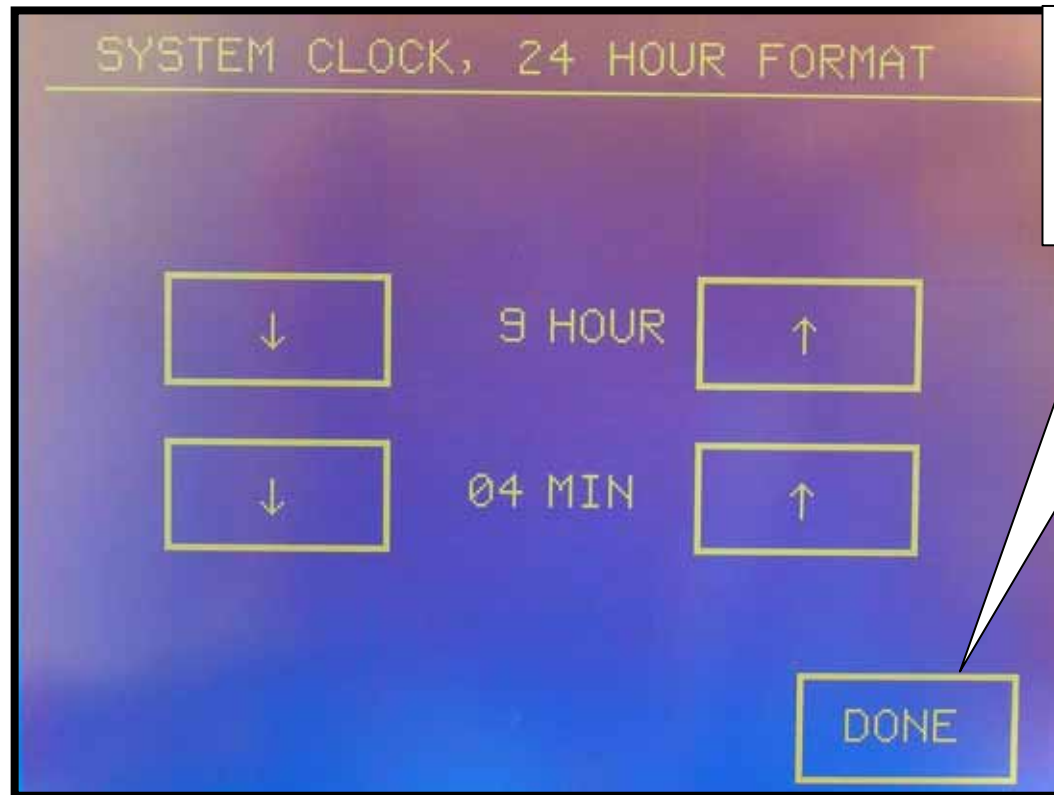 SYSTEM CLOCK, 24 HOUR FORMAT
↓ 9 HOUR ↑
↓ 04 MIN ↑
DONE